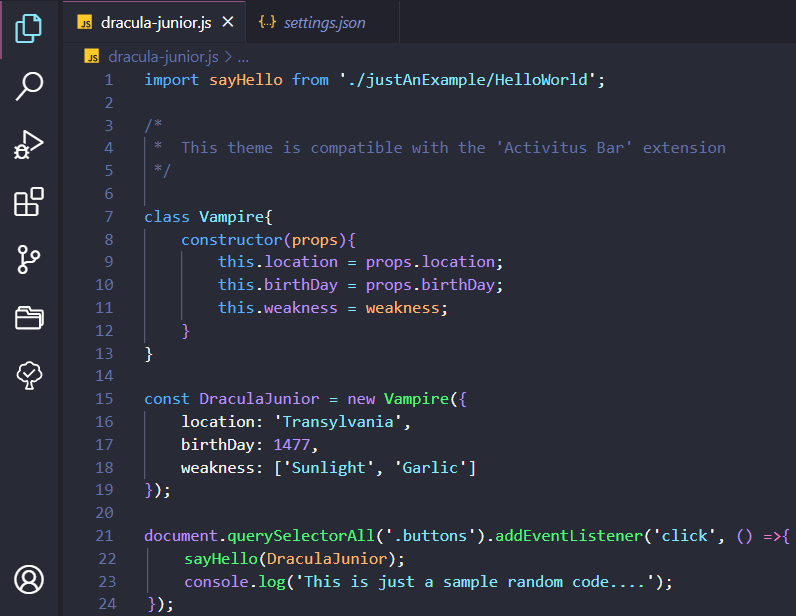 JS dracula-junior.js × {..} settings.json
JS dracula-junior.js > ...
1 import sayHello from './justAnExample/HelloWorld';
2
3 /*
4 *  This theme is compatible with the 'Activitus Bar' extension
5 */
6
7 class Vampire{
8     constructor(props){
9         this.location = props.location;
10         this.birthDay = props.birthDay;
11         this.weakness = weakness;
12     }
13 }
14
15 const DraculaJunior = new Vampire({
16     location: 'Transylvania',
17     birthDay: 1477,
18     weakness: ['Sunlight', 'Garlic']
19 });
20
21 document.querySelectorAll('.buttons').addEventListener('click', () =>{
22     sayHello(DraculaJunior);
23     console.log('This is just a sample random code....');
24 });